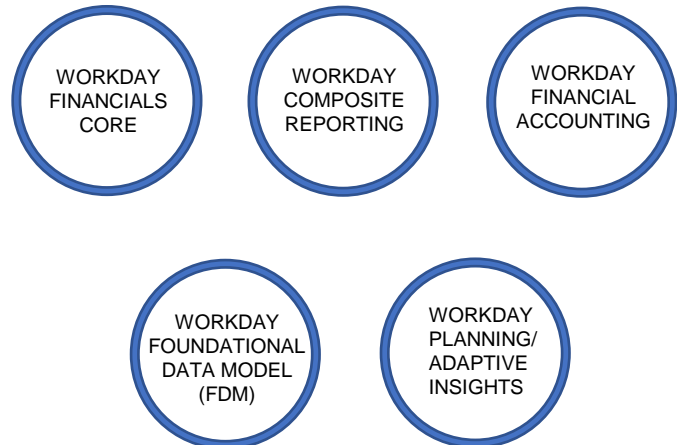 WORKDAY
FINANCIALS
CORE
WORKDAY
COMPOSITE
REPORTING
WORKDAY
FINANCIAL
ACCOUNTING
WORKDAY
FOUNDATIONAL
DATA MODEL
(FDM)
WORKDAY
PLANNING/
ADAPTIVE
INSIGHTS